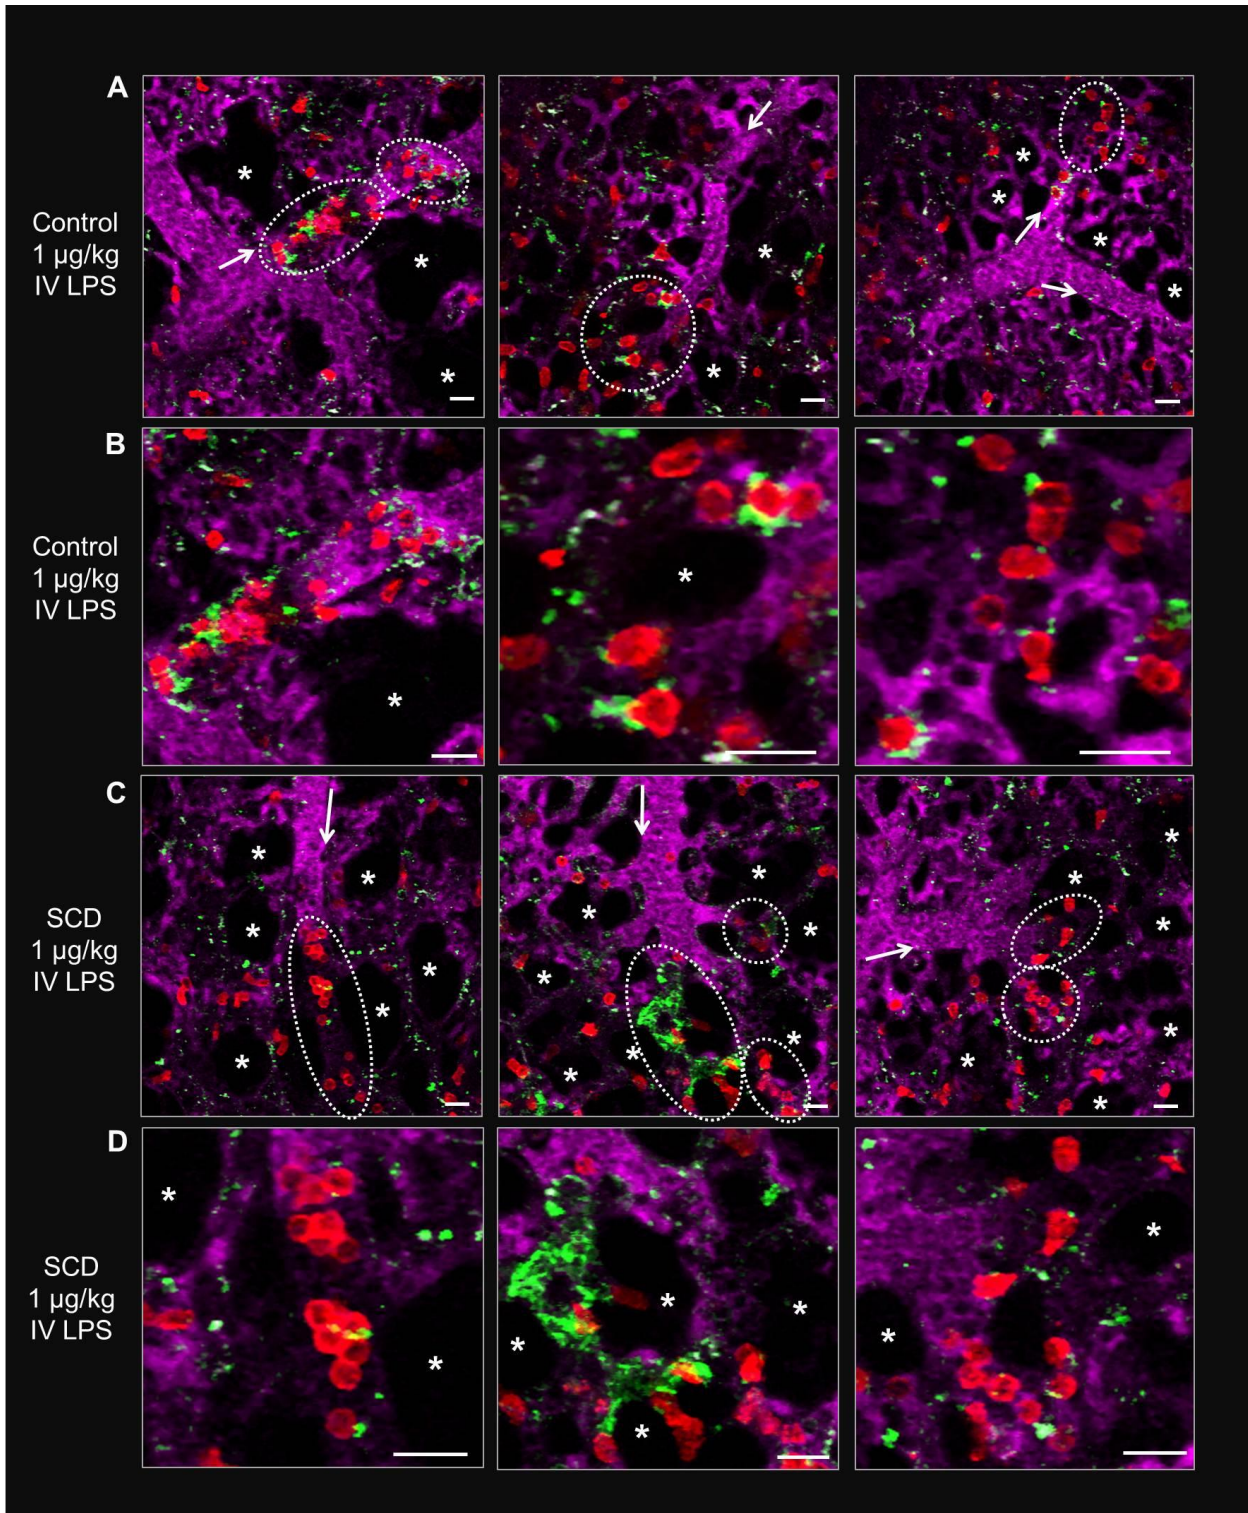 A
Control
1 µg/kg
IV LPS
* * *
* *
* * * *
B
Control
1 µg/kg
IV LPS
*
*
C
SCD
1 µg/kg
IV LPS
* * * * * *
* * * * * * *
* * * * *
D
SCD
1 µg/kg
IV LPS
* *
* * * *
* *